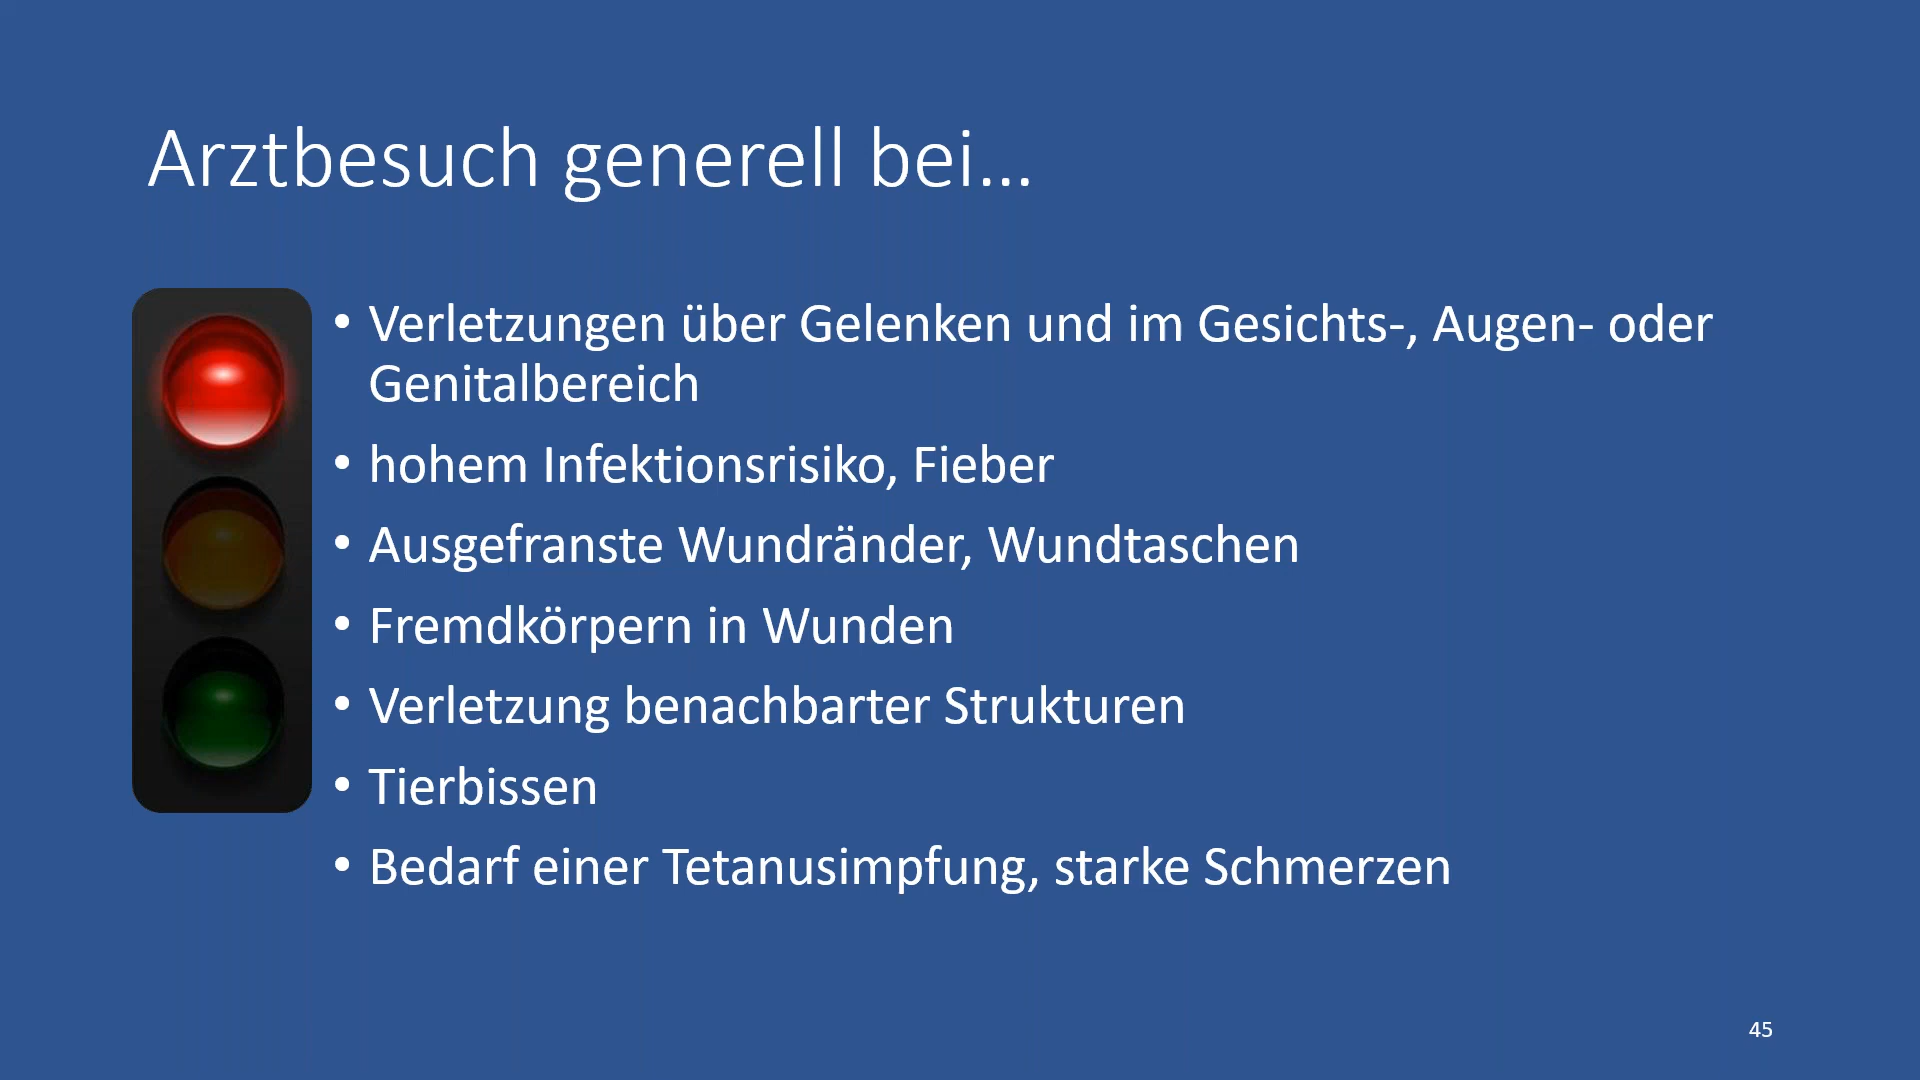 Arztbesuch generell bei...
• Verletzungen über Gelenken und im Gesichts-, Augen- oder
Genitalbereich
• hohem Infektionsrisiko, Fieber
• Ausgefranste Wundränder, Wundtaschen
• Fremdkörpern in Wunden
• Verletzung benachbarter Strukturen
• Tierbissen
• Bedarf einer Tetanusimpfung, starke Schmerzen
45